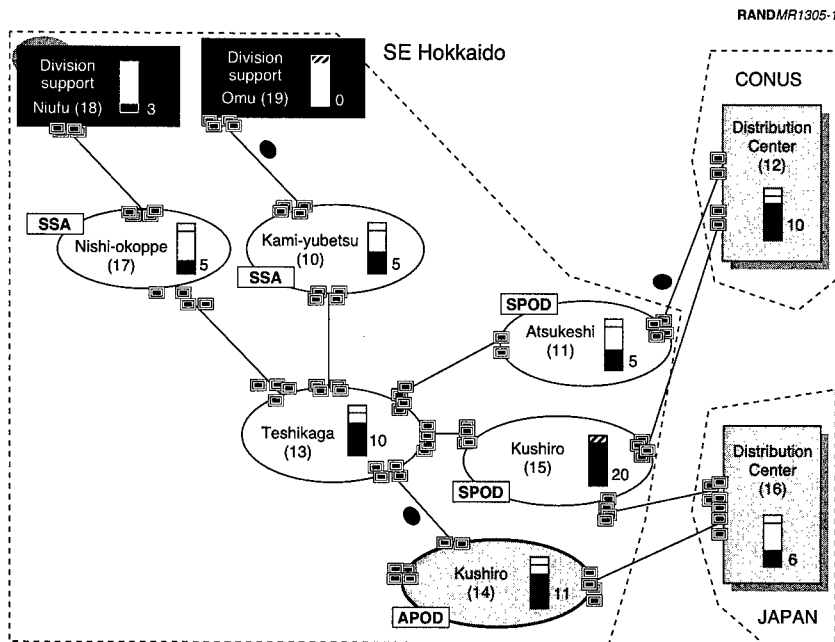 RANDMR1305-1
SE Hokkaido
Division
support
Niufu (18)
3
Division
support
Omu (19)
0
CONUS
Distribution
Center
(12)
10
SSA
Nishi-okoppe
(17)
5
Kami-yubetsu
(10)
5
SSA
SPOD
Atsukeshi
(11)
5
Teshikaga
(13)
10
Kushiro
(15)
20
SPOD
Distribution
Center
(16)
6
Kushiro
(14)
11
APOD
JAPAN